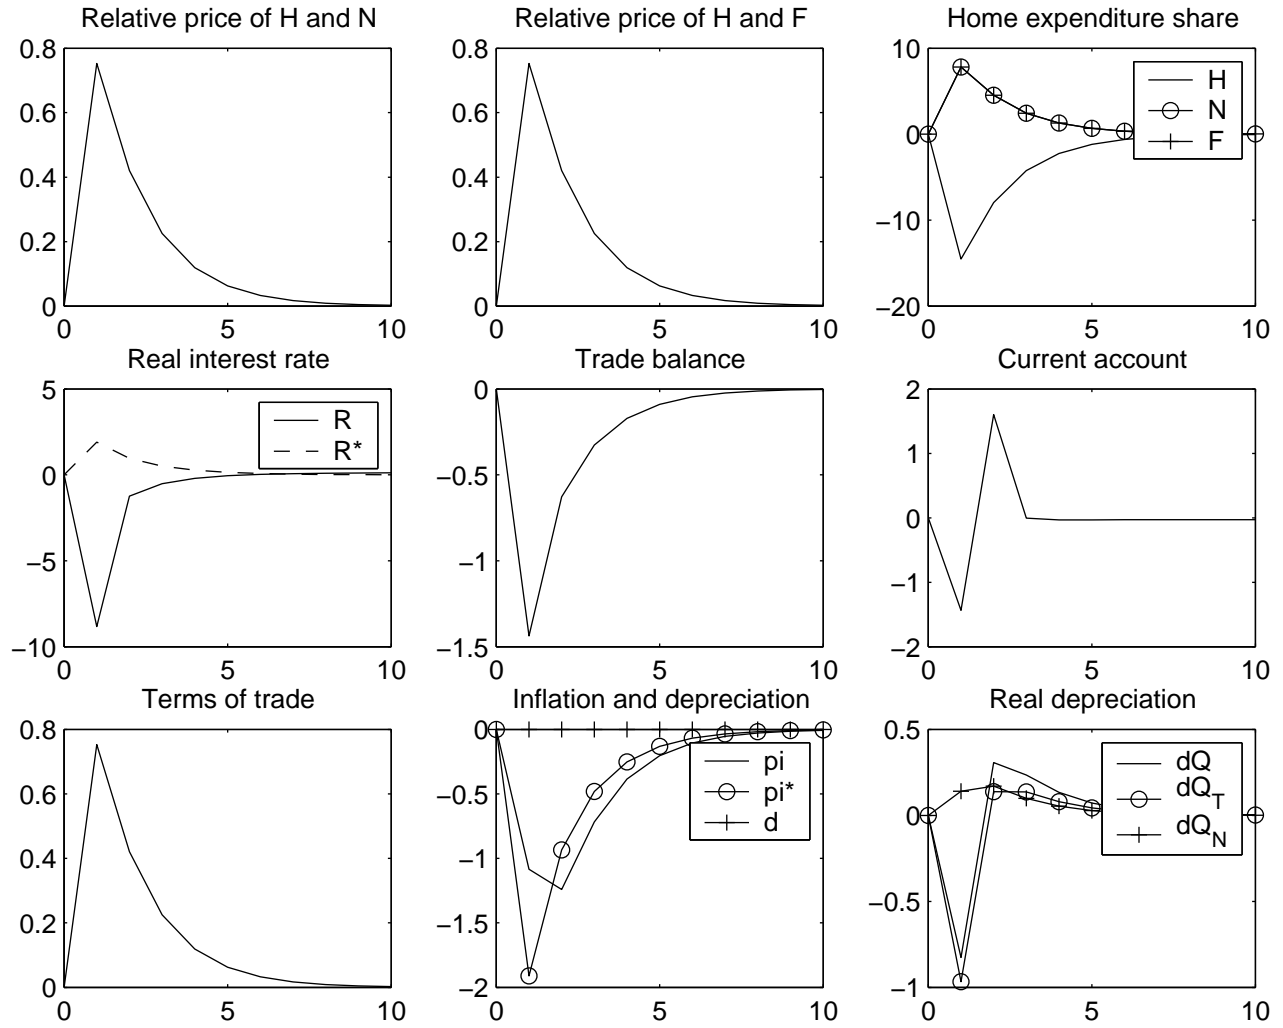 Relative price of H and N
0.8
0.6
0.4
0.2
0
0 5 10
Relative price of H and F
0.8
0.6
0.4
0.2
0
0 5 10
Home expenditure share
10
0
−10
−20
0 5 10
H
N
F
Real interest rate
5
0
−5
−10
0 5 10
R
R*
Trade balance
0
−0.5
−1
−1.5
0 5 10
Current account
2
1
0
−1
−2
0 5 10
Terms of trade
0.8
0.6
0.4
0.2
0
0 5 10
Inflation and depreciation
0
−0.5
−1
−1.5
−2
0 5 10
pi
pi*
d
Real depreciation
0.5
0
−0.5
−1
0 5 10
dQ
dQ_T
dQ_N